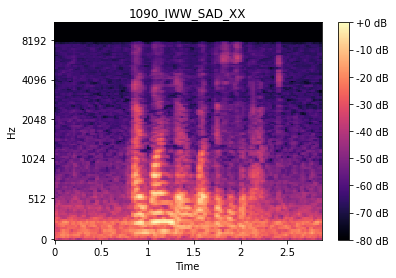 1090_IWW_SAD_XX
+0 dB
8192
-10 dB
4096
-20 dB
-30 dB
2048
Hz
-40 dB
1024
-50 dB
512
-60 dB
-70 dB
0
-80 dB
0 0.5 1 1.5 2 2.5
Time